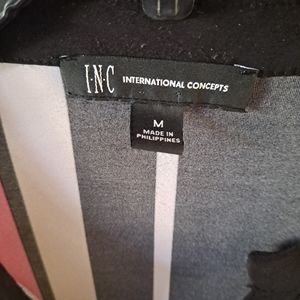 I·N·C INTERNATIONAL CONCEPTS
M
MADE IN
PHILIPPINES